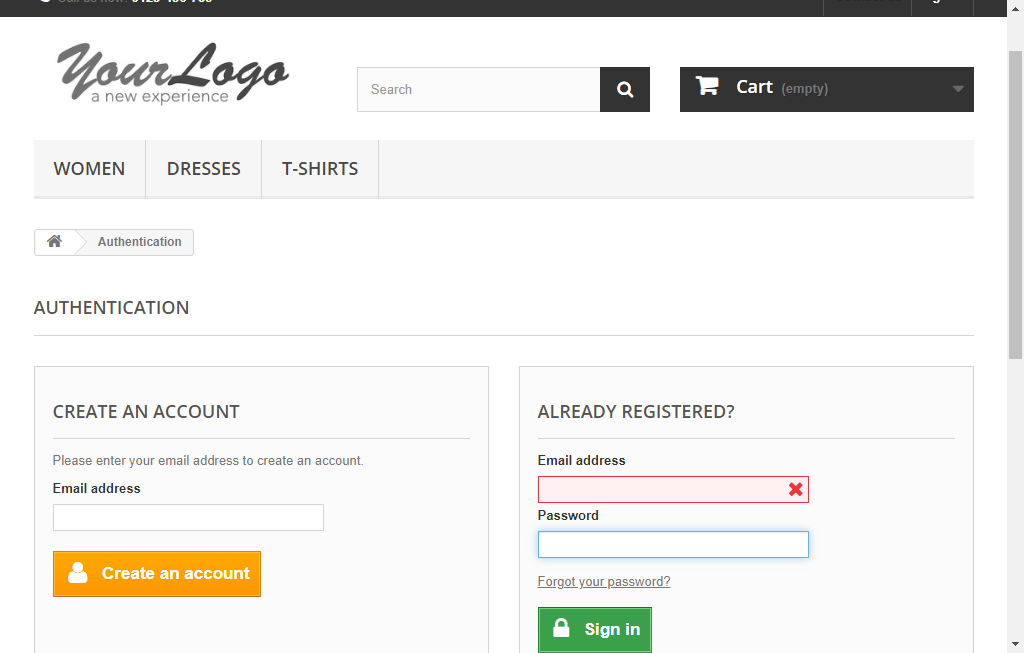 YourLogo
a new experience
Search
Cart (empty)
WOMEN DRESSES T-SHIRTS
Authentication
AUTHENTICATION
CREATE AN ACCOUNT
Please enter your email address to create an account.
Email address
Create an account
ALREADY REGISTERED?
Email address
Password
Forgot your password?
Sign in